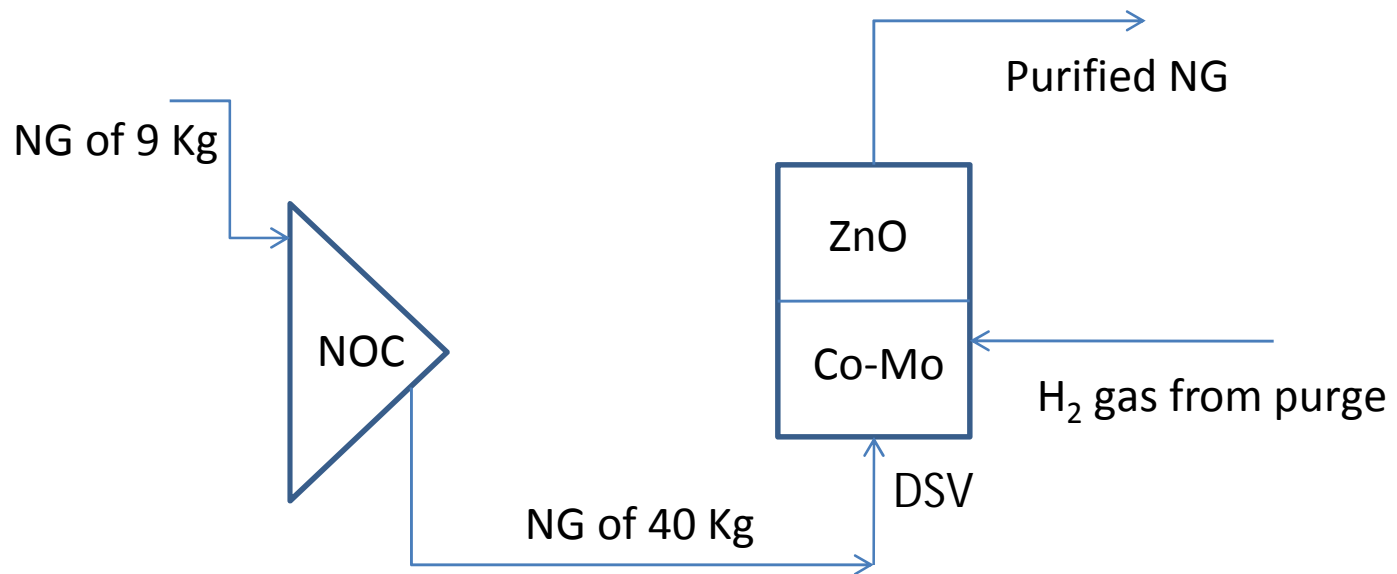 Purified NG
NG of 9 Kg
ZnO
NOC
Co-Mo
H₂ gas from purge
DSV
NG of 40 Kg